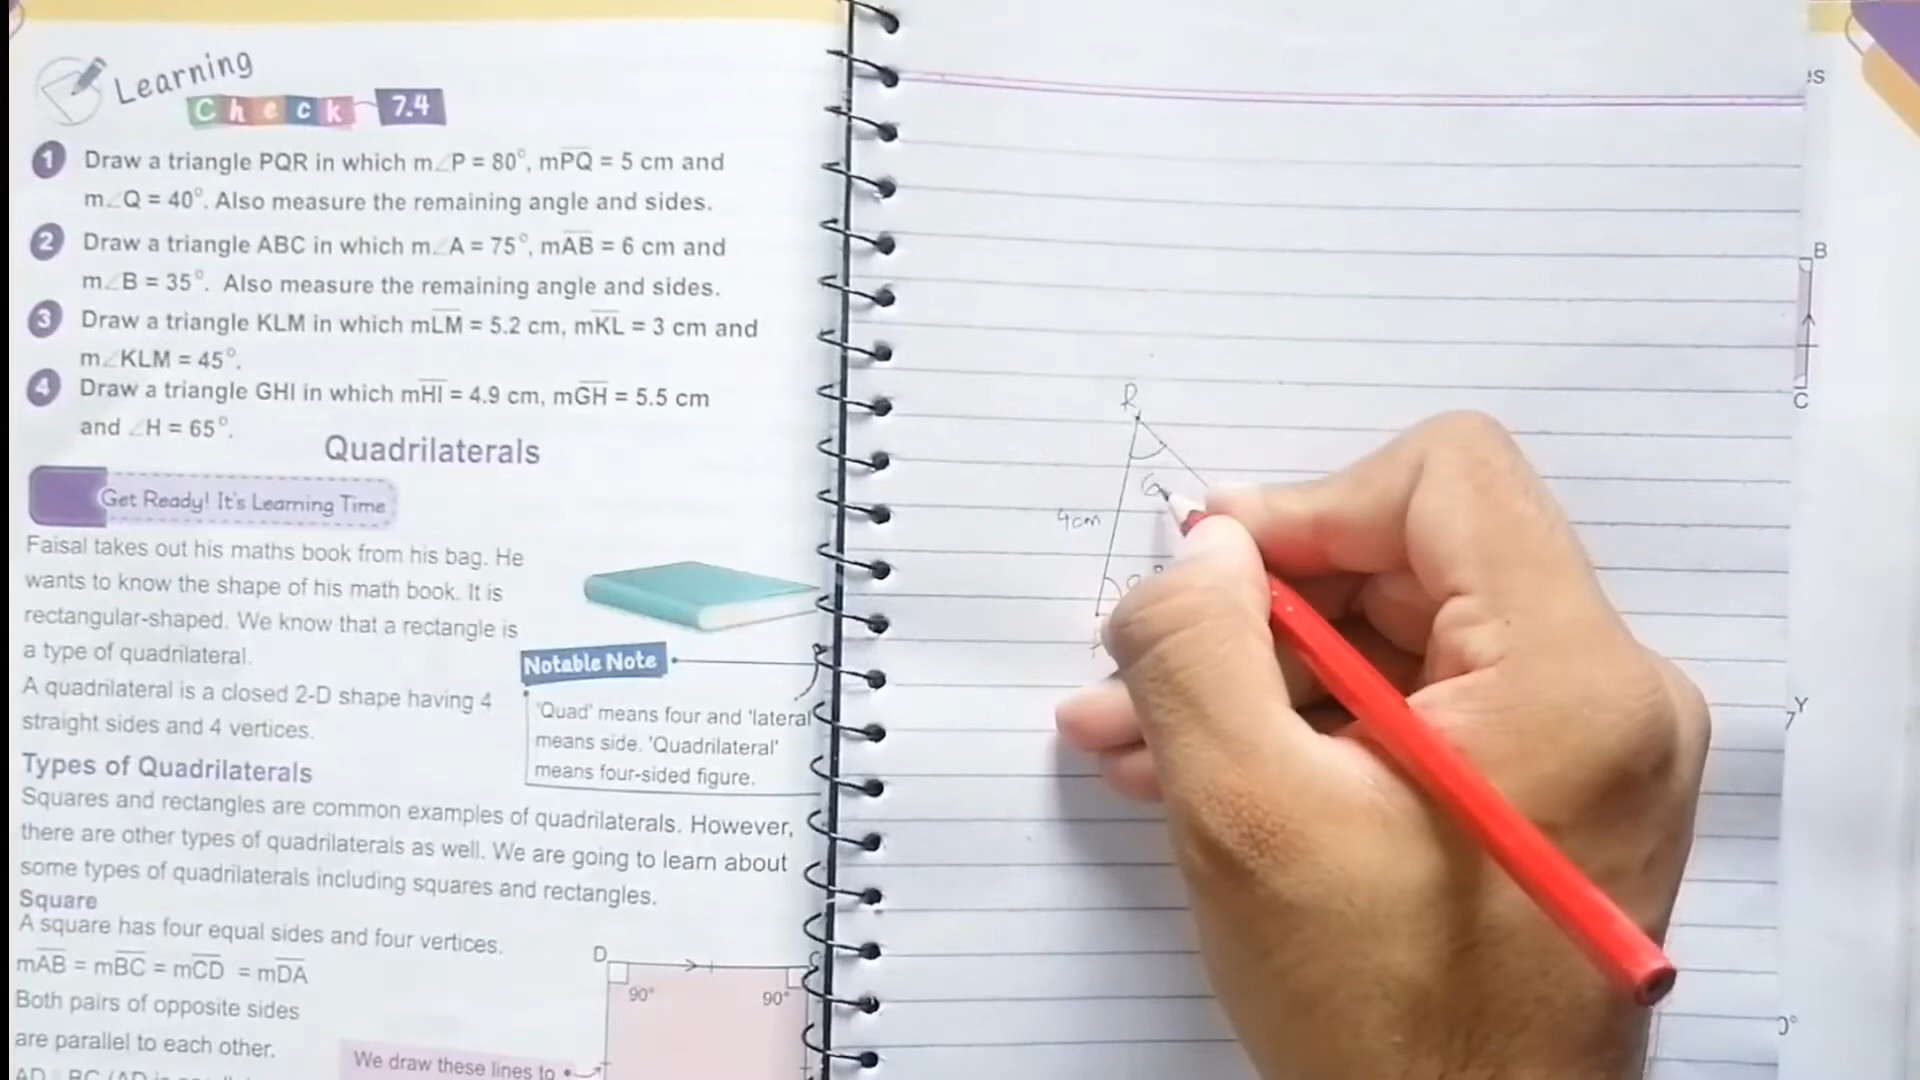 Learning
Check 7.4
1 Draw a triangle PQR in which m∠P = 80°, mPQ = 5 cm and
m∠Q = 40°. Also measure the remaining angle and sides.
2 Draw a triangle ABC in which m∠A = 75°, mAB = 6 cm and
m∠B = 35°. Also measure the remaining angle and sides.
3 Draw a triangle KLM in which mLM = 5.2 cm, mKL = 3 cm and
m∠KLM = 45°.
4 Draw a triangle GHI in which mHI = 4.9 cm, mGH = 5.5 cm
and ∠H = 65°.
Quadrilaterals
Get Ready! It's Learning Time
Faisal takes out his maths book from his bag. He
wants to know the shape of his math book. It is
rectangular-shaped. We know that a rectangle is
a type of quadrilateral.
A quadrilateral is a closed 2-D shape having 4
straight sides and 4 vertices.
Notable Note
'Quad' means four and 'lateral
means side. 'Quadrilateral'
means four-sided figure.
Types of Quadrilaterals
Squares and rectangles are common examples of quadrilaterals. However,
there are other types of quadrilaterals as well. We are going to learn about
some types of quadrilaterals including squares and rectangles.
Square
A square has four equal sides and four vertices.
mAB = mBC = mCD = mDA
Both pairs of opposite sides
are parallel to each other.
D
90° 90°
We draw these lines to
R
4cm
6
B
C
Y